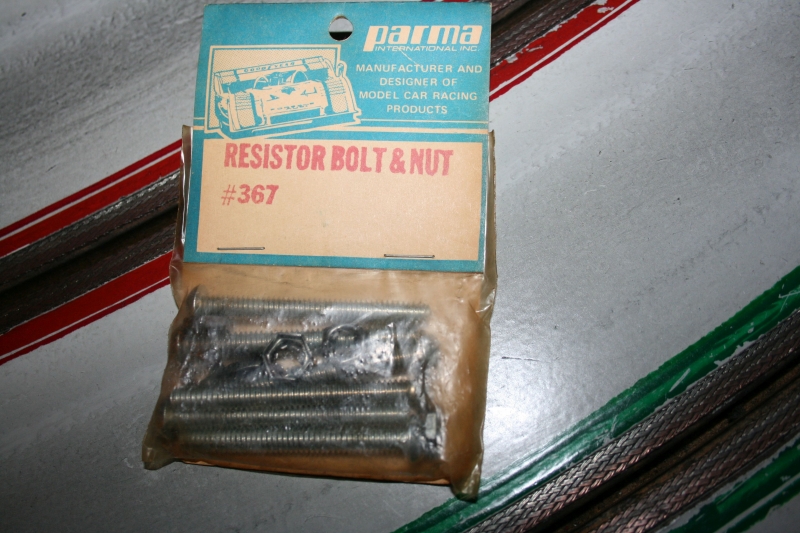 parma
INTERNATIONAL INC.
MANUFACTURER AND
DESIGNER OF
MODEL CAR RACING
PRODUCTS
RESISTOR BOLT & NUT
#367